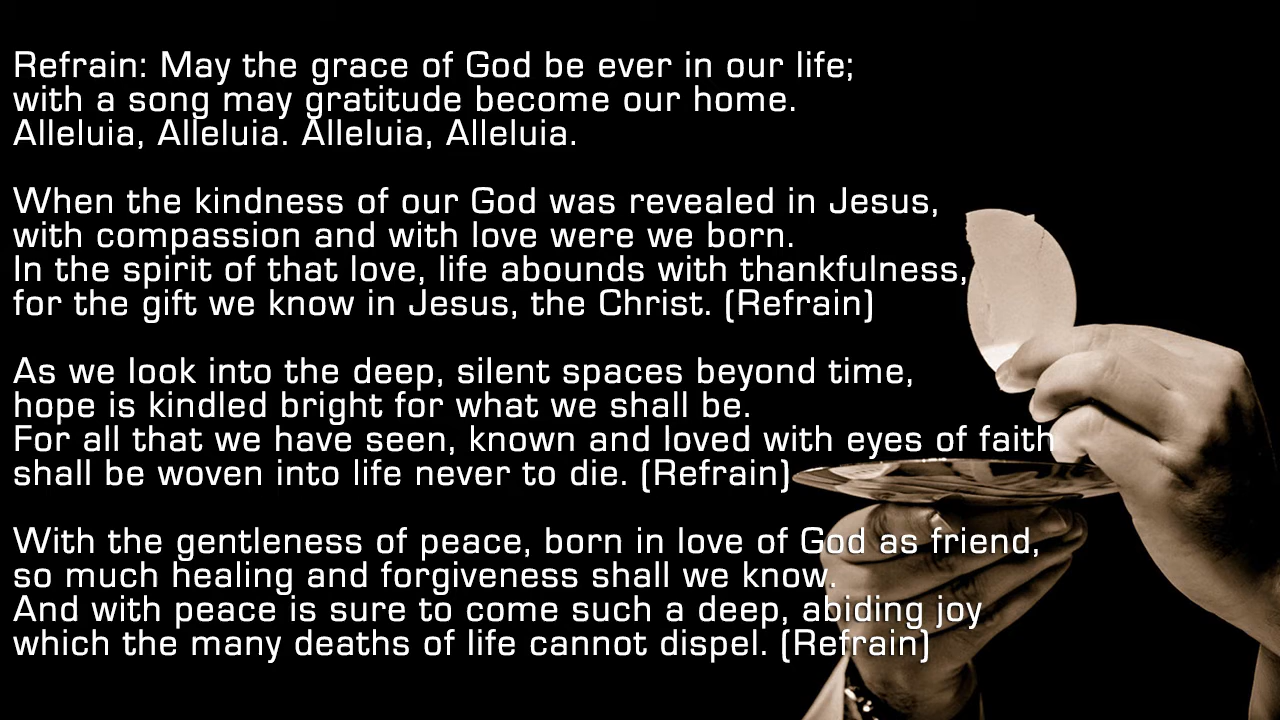 Refrain: May the grace of God be ever in our life;
with a song may gratitude become our home.
Alleluia, Alleluia. Alleluia, Alleluia.
When the kindness of our God was revealed in Jesus,
with compassion and with love were we born.
In the spirit of that love, life abounds with thankfulness,
for the gift we know in Jesus, the Christ. (Refrain)
As we look into the deep, silent spaces beyond time,
hope is kindled bright for what we shall be.
For all that we have seen, known and loved with eyes of faith
shall be woven into life never to die. (Refrain)
With the gentleness of peace, born in love of God as friend,
so much healing and forgiveness shall we know.
And with peace is sure to come such a deep, abiding joy
which the many deaths of life cannot dispel. (Refrain)